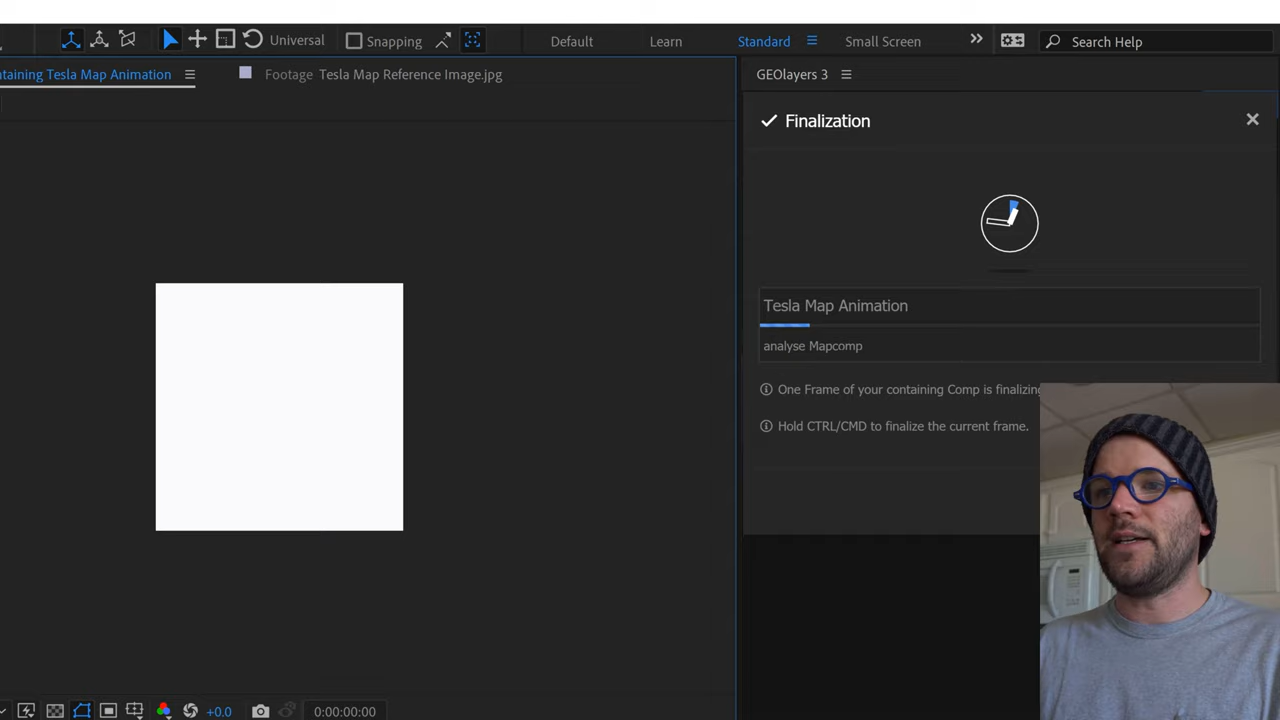 Universal Snapping Default Learn Standard Small Screen Search Help
ntaining Tesla Map Animation Footage Tesla Map Reference Image.jpg GEOlayers 3
Finalization
Tesla Map Animation
analyse Mapcomp
One Frame of your containing Comp is finalizing
Hold CTRL/CMD to finalize the current frame.
+0.0 0:00:00:00